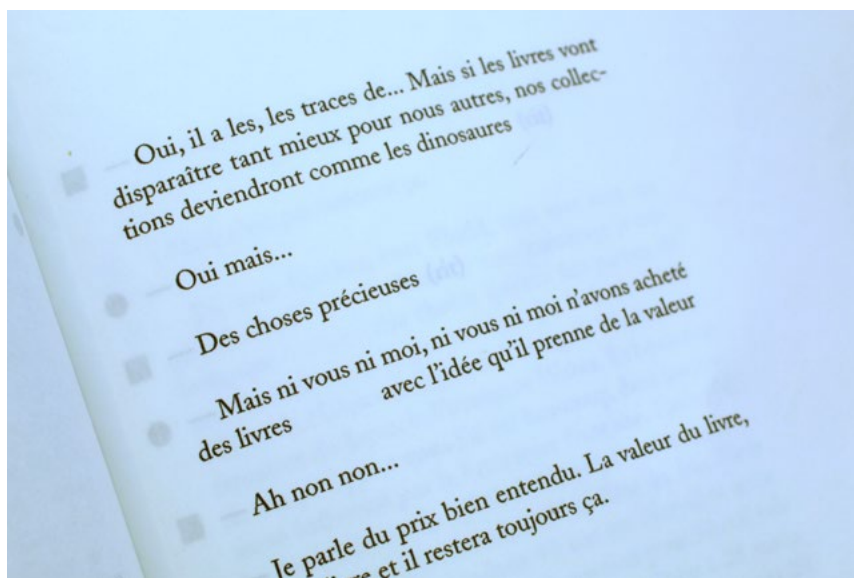 — Oui, il a les, les traces de... Mais si les livres vont
disparaître tant mieux pour nous autres, nos collec-
tions deviendront comme les dinosaures (rit)
— Oui mais...
— Des choses précieuses (rit)
— Mais ni vous ni moi, ni vous ni moi n'avons acheté
des livres avec l'idée qu'il prenne de la valeur
— Ah non non...
Je parle du prix bien entendu. La valeur du livre,
et il restera toujours ça.